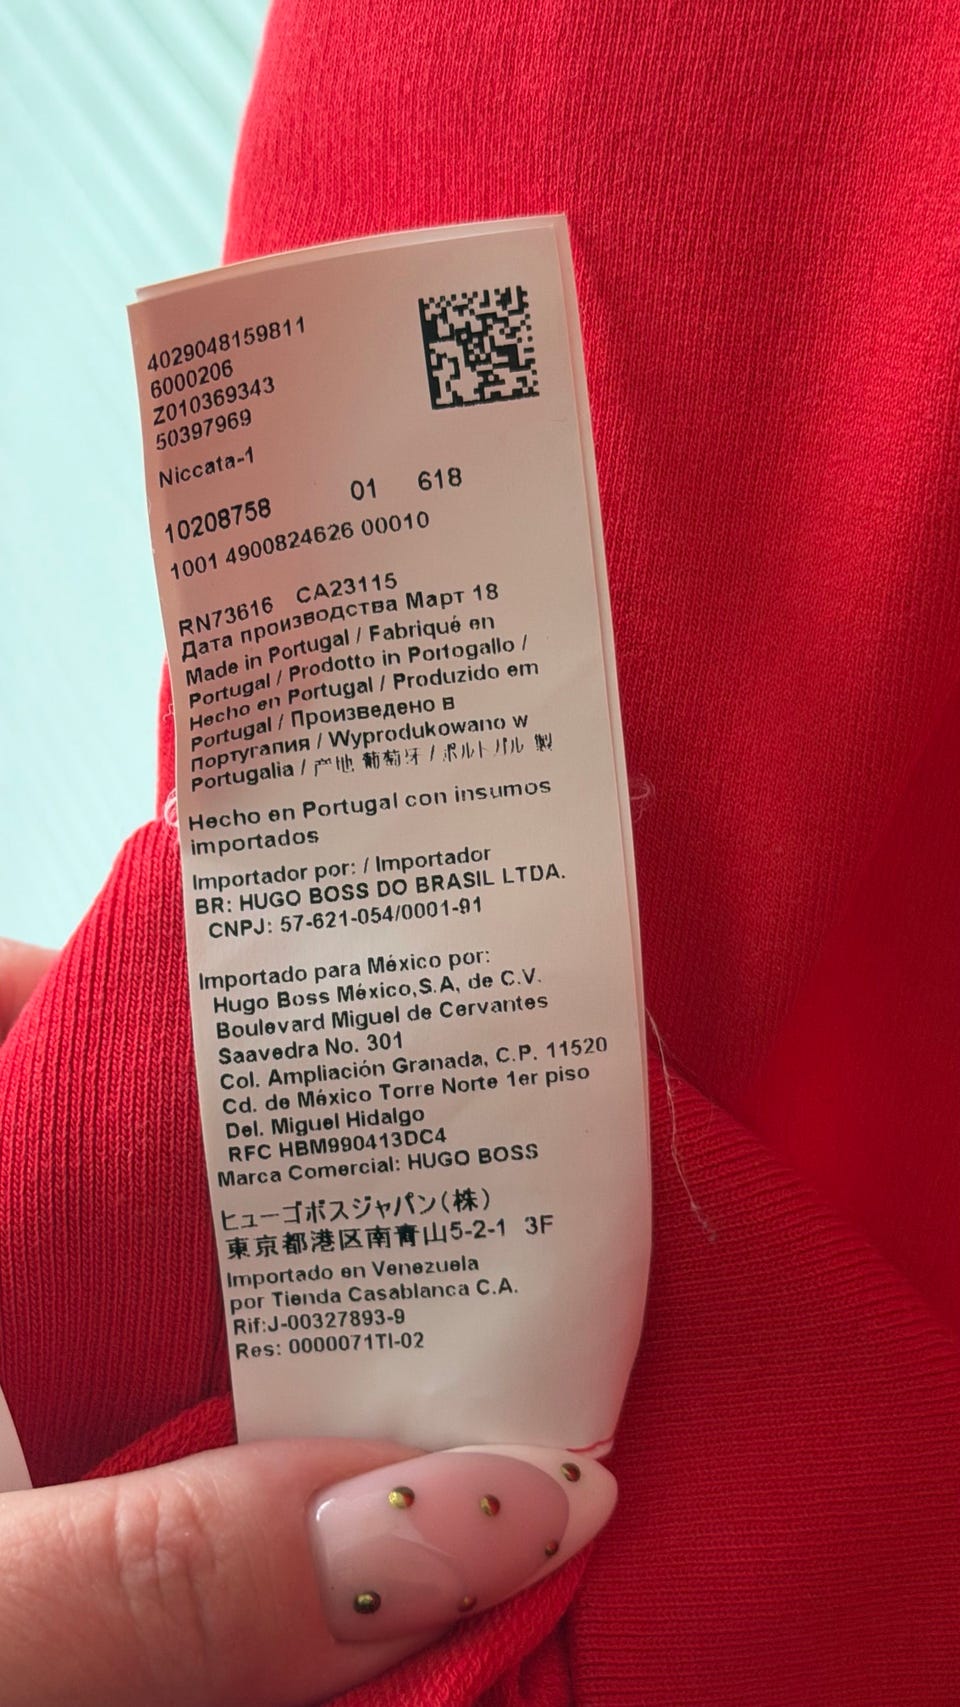 4029048159811
6000206
Z010369343
50397969
Niccata-1
10208758 01 618
1001 4900824626 00010
RN73616 CA23115
Дата производства Март 18
Made in Portugal / Fabriqué en
Portugal / Prodotto in Portogallo /
Hecho en Portugal / Produzido em
Portugal / Произведено в
Португалия / Wyprodukowano w
Portugalia / 产地 葡萄牙 / ポルトガル 製
Hecho en Portugal con insumos
importados
Importador por: / Importador
BR: HUGO BOSS DO BRASIL LTDA.
CNPJ: 57-621-054/0001-91
Importado para México por:
Hugo Boss México,S.A, de C.V.
Boulevard Miguel de Cervantes
Saavedra No. 301
Col. Ampliación Granada, C.P. 11520
Cd. de México Torre Norte 1er piso
Del. Miguel Hidalgo
RFC HBM990413DC4
Marca Comercial: HUGO BOSS
ヒューゴボスジャパン(株)
東京都港区南青山5-2-1 3F
Importado en Venezuela
por Tienda Casablanca C.A.
Rif:J-00327893-9
Res: 0000071TI-02